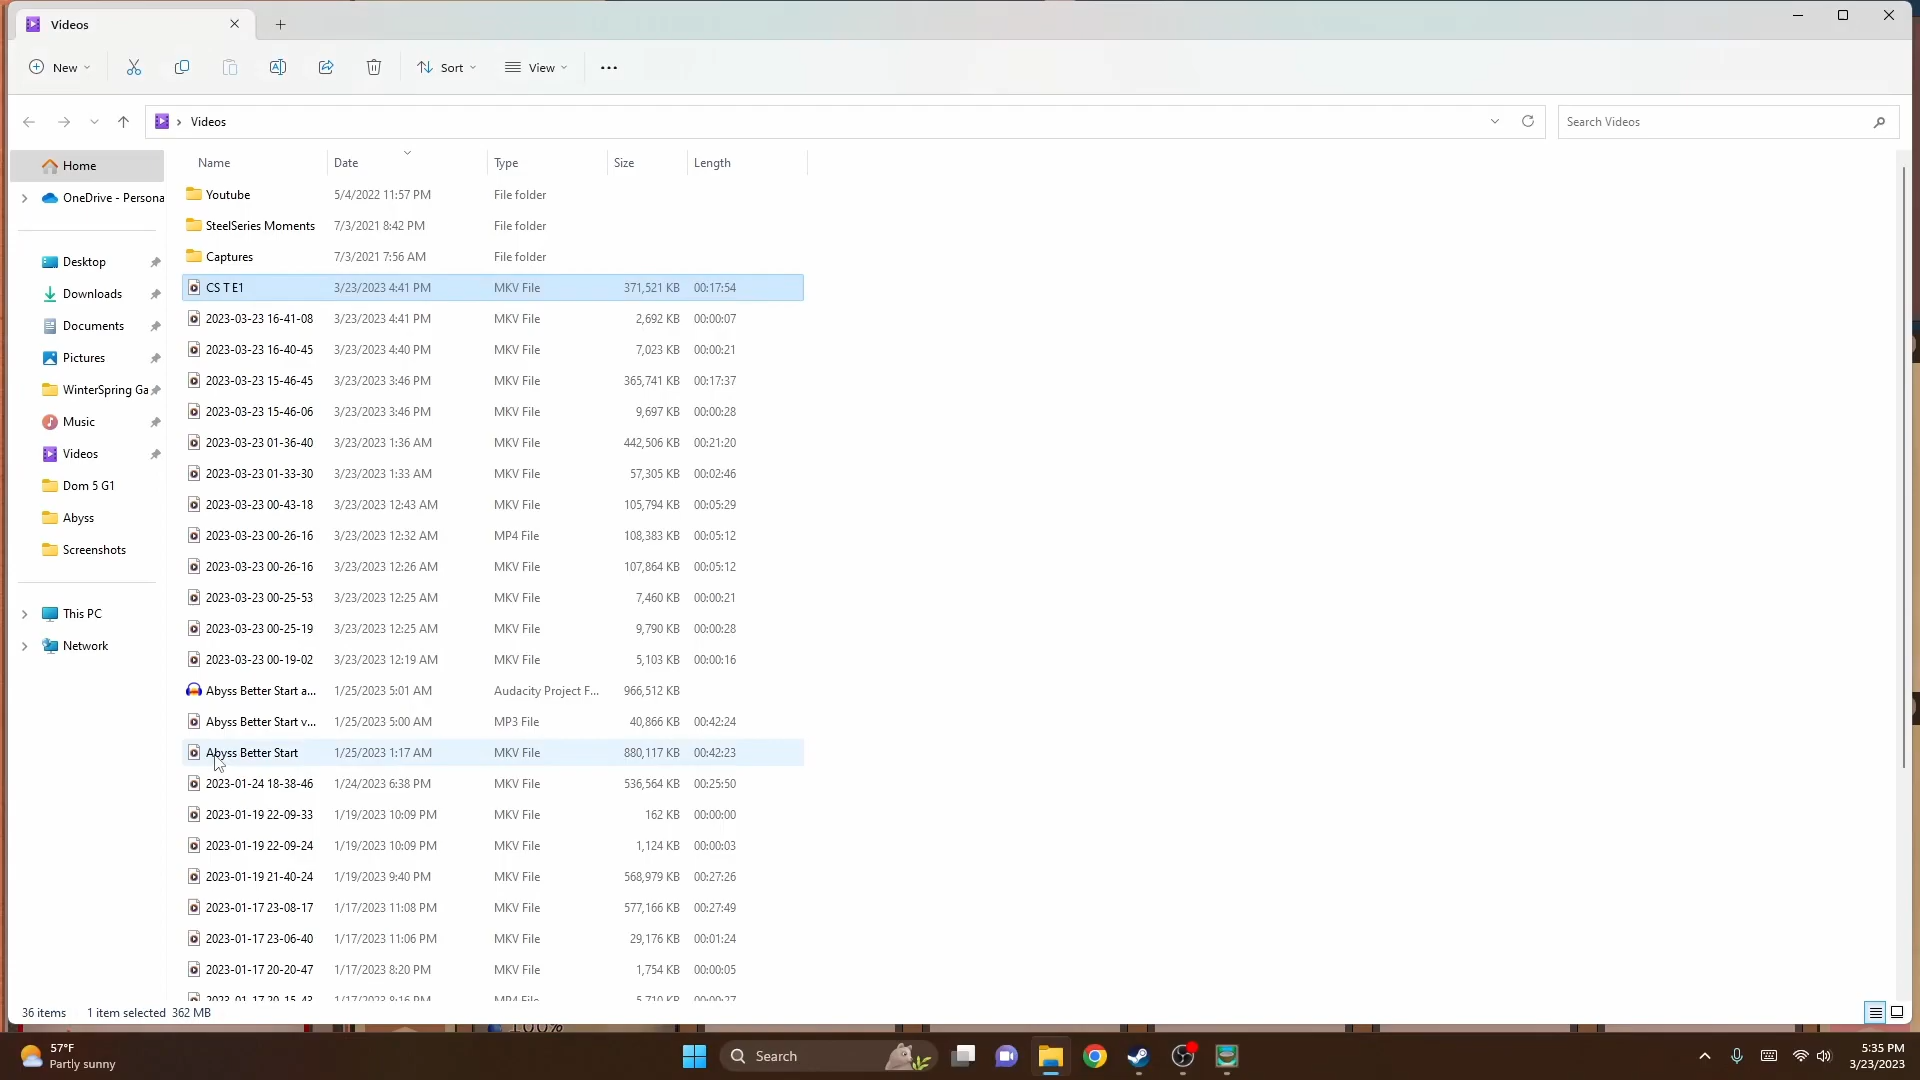 Videos
New Sort View
Videos Search Videos
Home
OneDrive - Persona
Desktop
Downloads
Documents
Pictures
WinterSpring Ga
Music
Videos
Dom 5 G1
Abyss
Screenshots
This PC
Network
Name Date Type Size Length
Youtube 5/4/2022 11:57 PM File folder
SteelSeries Moments 7/3/2021 8:42 PM File folder
Captures 7/3/2021 7:56 AM File folder
CS T E1 3/23/2023 4:41 PM MKV File 371,521 KB 00:17:54
2023-03-23 16-41-08 3/23/2023 4:41 PM MKV File 2,692 KB 00:00:07
2023-03-23 16-40-45 3/23/2023 4:40 PM MKV File 7,023 KB 00:00:21
2023-03-23 15-46-45 3/23/2023 3:46 PM MKV File 365,741 KB 00:17:37
2023-03-23 15-46-06 3/23/2023 3:46 PM MKV File 9,697 KB 00:00:28
2023-03-23 01-36-40 3/23/2023 1:36 AM MKV File 442,506 KB 00:21:20
2023-03-23 01-33-30 3/23/2023 1:33 AM MKV File 57,305 KB 00:02:46
2023-03-23 00-43-18 3/23/2023 12:43 AM MKV File 105,794 KB 00:05:29
2023-03-23 00-26-16 3/23/2023 12:32 AM MP4 File 108,383 KB 00:05:12
2023-03-23 00-26-16 3/23/2023 12:26 AM MKV File 107,864 KB 00:05:12
2023-03-23 00-25-53 3/23/2023 12:25 AM MKV File 7,460 KB 00:00:21
2023-03-23 00-25-19 3/23/2023 12:25 AM MKV File 9,790 KB 00:00:28
2023-03-23 00-19-02 3/23/2023 12:19 AM MKV File 5,103 KB 00:00:16
Abyss Better Start a... 1/25/2023 5:01 AM Audacity Project F... 966,512 KB
Abyss Better Start v... 1/25/2023 5:00 AM MP3 File 40,866 KB 00:42:24
Abyss Better Start 1/25/2023 1:17 AM MKV File 880,117 KB 00:42:23
2023-01-24 18-38-46 1/24/2023 6:38 PM MKV File 536,564 KB 00:25:50
2023-01-19 22-09-33 1/19/2023 10:09 PM MKV File 162 KB 00:00:00
2023-01-19 22-09-24 1/19/2023 10:09 PM MKV File 1,124 KB 00:00:03
2023-01-19 21-40-24 1/19/2023 9:40 PM MKV File 568,979 KB 00:27:26
2023-01-17 23-08-17 1/17/2023 11:08 PM MKV File 577,166 KB 00:27:49
2023-01-17 23-06-40 1/17/2023 11:06 PM MKV File 29,176 KB 00:01:24
2023-01-17 20-20-47 1/17/2023 8:20 PM MKV File 1,754 KB 00:00:05
2023-01-17 20-15-43 1/17/2023 8:16 PM MP4 File 5,710 KB 00:00:27
36 items 1 item selected 362 MB
100%
57°F
Partly sunny
Search
5:35 PM
3/23/2023